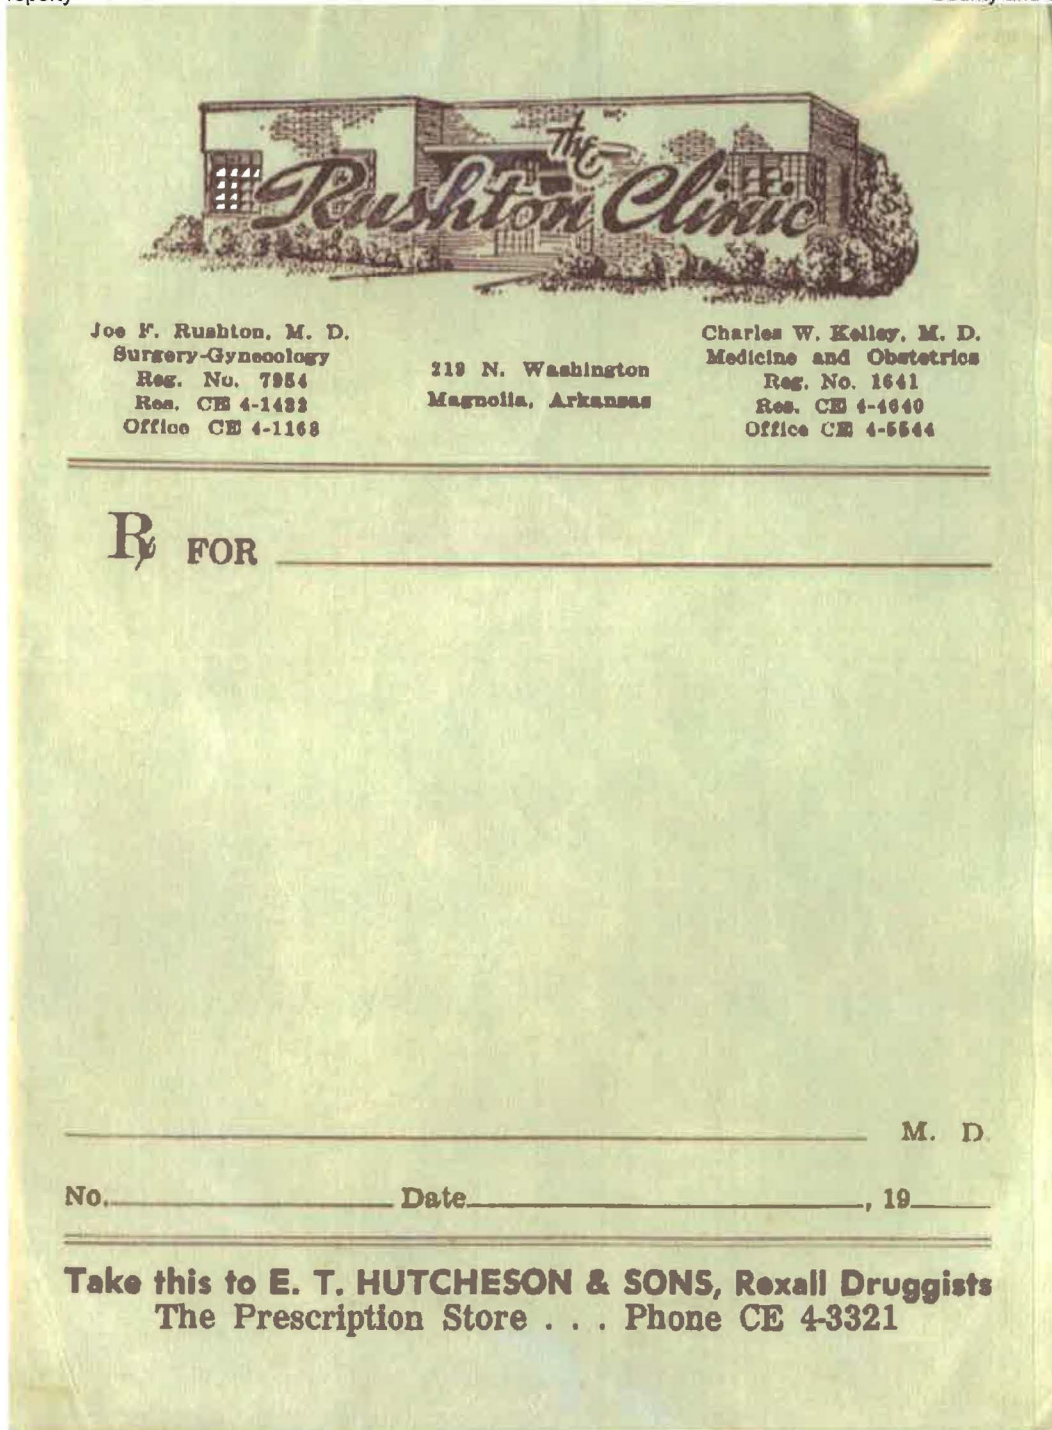 The
Rushton Clinic
Joe F. Rushton, M. D.
Surgery-Gynecology
Reg. No. 7954
Res. CE 4-1433
Office CE 4-1168
219 N. Washington
Magnolia, Arkansas
Charles W. Kelley, M. D.
Medicine and Obstetrics
Reg. No. 1641
Res. CE 4-4640
Office CE 4-5544
℞ FOR
M. D.
No. Date , 19
Take this to E. T. HUTCHESON & SONS, Rexall Druggists
The Prescription Store . . . Phone CE 4-3321